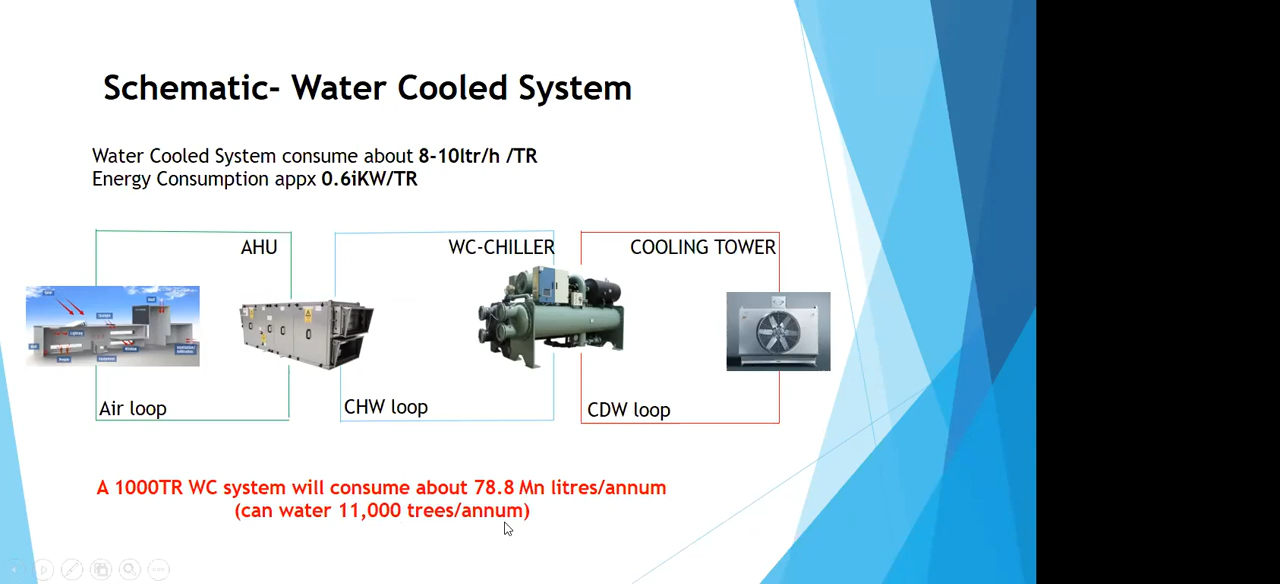 Schematic- Water Cooled System
Water Cooled System consume about 8-10ltr/h /TR
Energy Consumption appx 0.6iKW/TR
AHU
WC-CHILLER
COOLING TOWER
Air loop
CHW loop
CDW loop
A 1000TR WC system will consume about 78.8 Mn litres/annum
(can water 11,000 trees/annum)